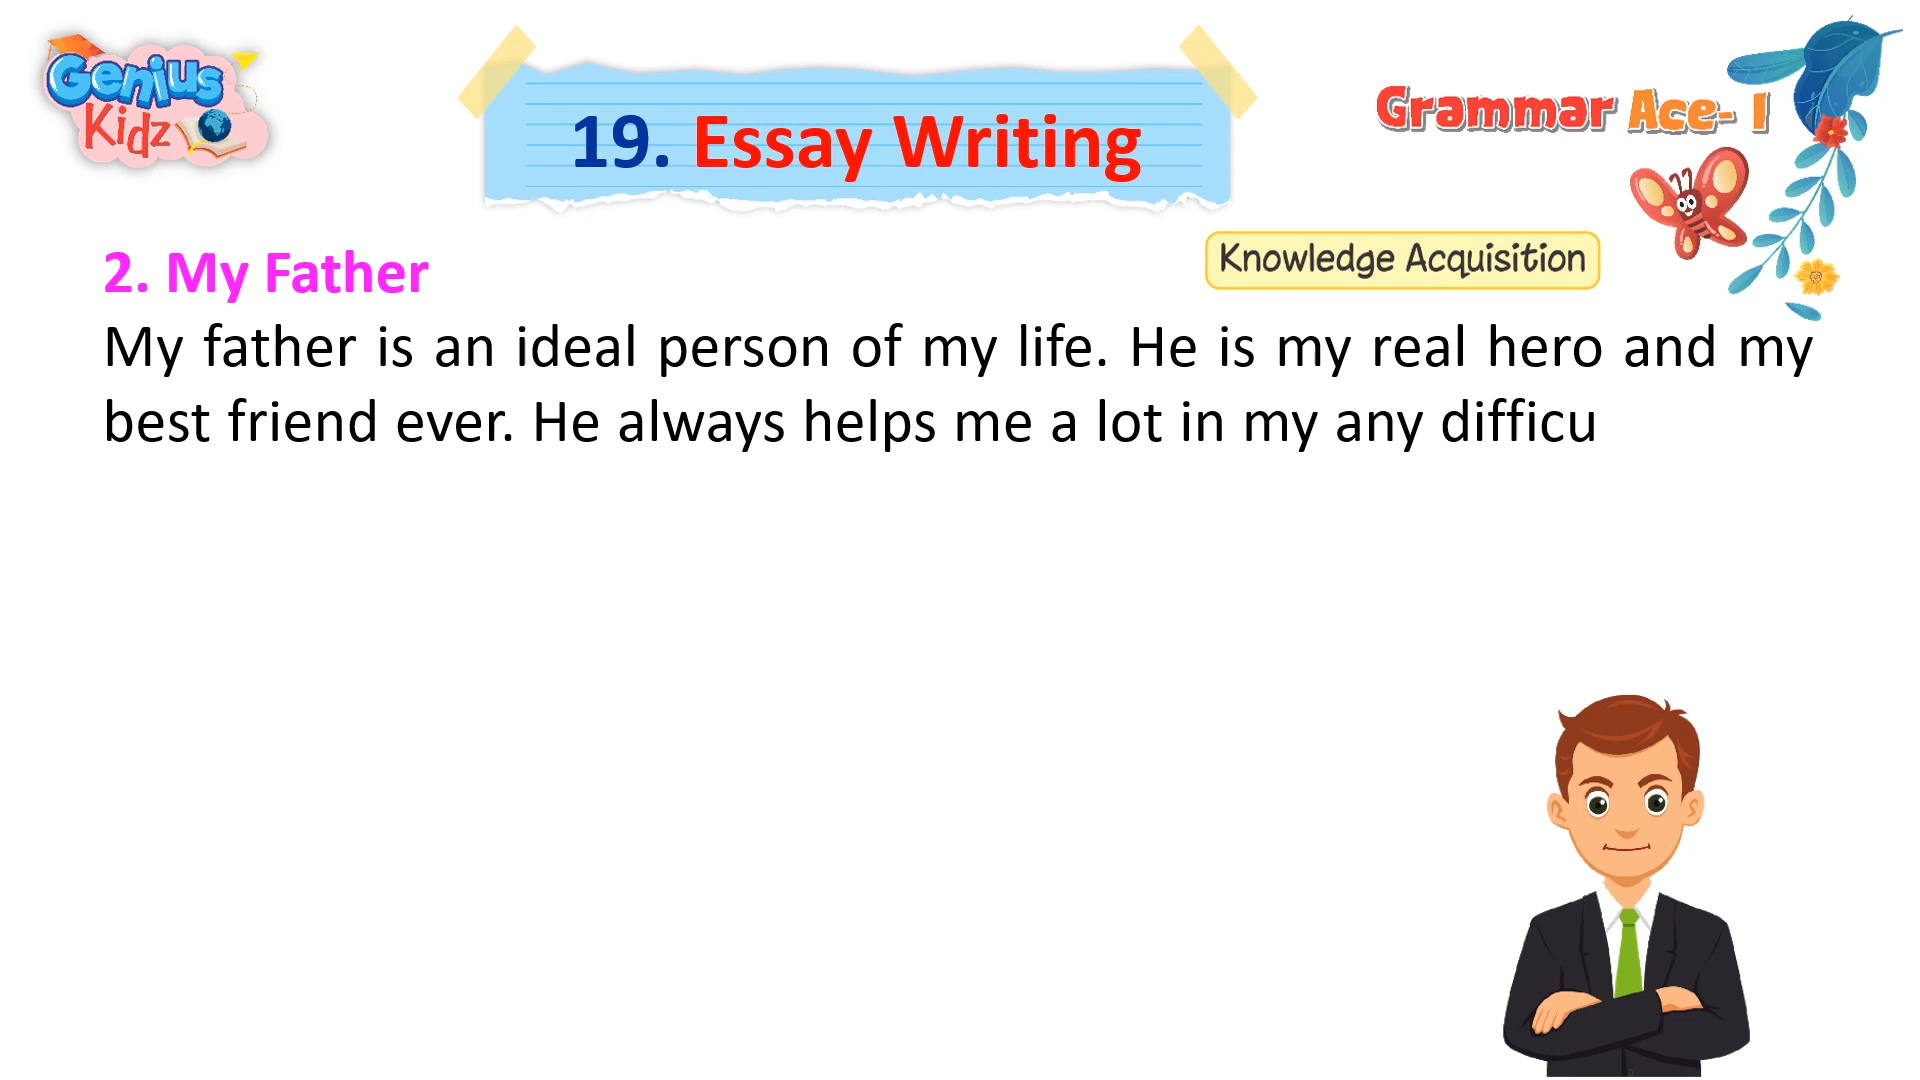 Genius
Kidz
19. Essay Writing
Grammar Ace- 1
Knowledge Acquisition
2. My Father
My father is an ideal person of my life. He is my real hero and my
best friend ever. He always helps me a lot in my any difficu